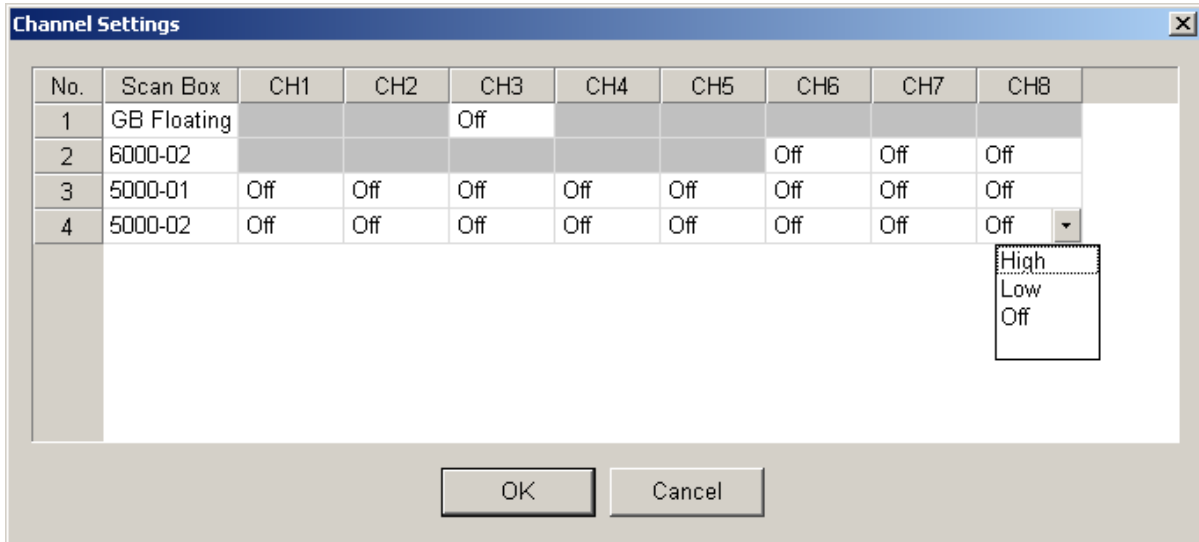 Channel Settings
No. Scan Box CH1 CH2 CH3 CH4 CH5 CH6 CH7 CH8
1 GB Floating Off
2 6000-02 Off Off Off
3 5000-01 Off Off Off Off Off Off Off Off
4 5000-02 Off Off Off Off Off Off Off Off
High
Low
Off
OK Cancel